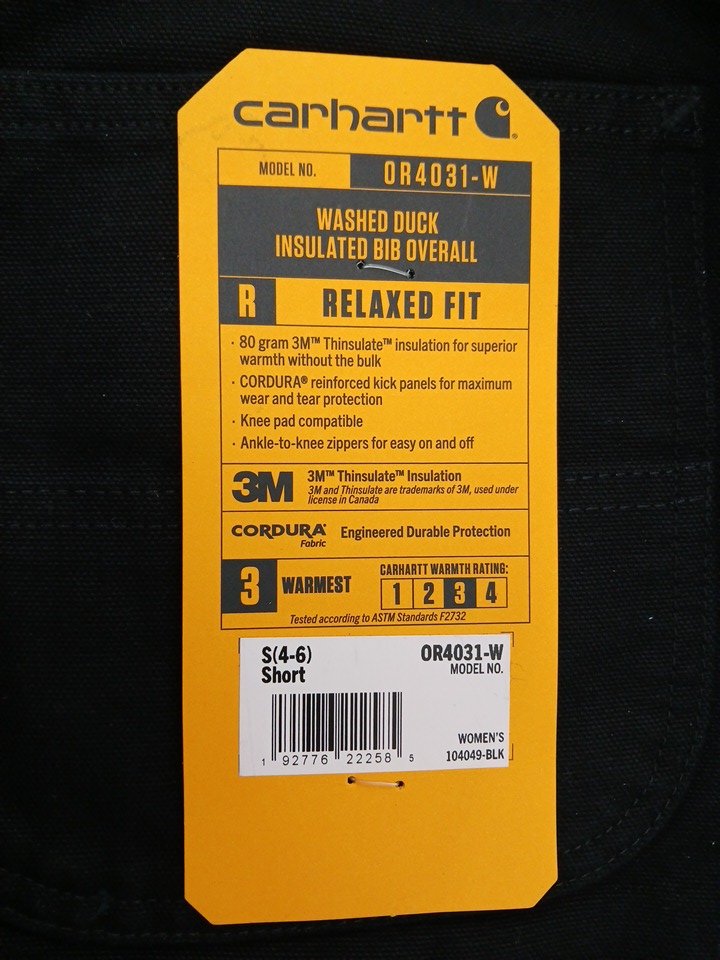 carhartt
MODEL NO. OR4031-W
WASHED DUCK
INSULATED BIB OVERALL
R RELAXED FIT
· 80 gram 3M™ Thinsulate™ insulation for superior
warmth without the bulk
· CORDURA® reinforced kick panels for maximum
wear and tear protection
· Knee pad compatible
· Ankle-to-knee zippers for easy on and off
3M 3M™ Thinsulate™ Insulation
3M and Thinsulate are trademarks of 3M, used under
license in Canada
CORDURA® Engineered Durable Protection
Fabric
3 WARMEST
CARHARTT WARMTH RATING:
1 2 3 4
Tested according to ASTM Standards F2732
S(4-6) OR4031-W
Short MODEL NO.
WOMEN'S
104049-BLK
1 92776 22258 5